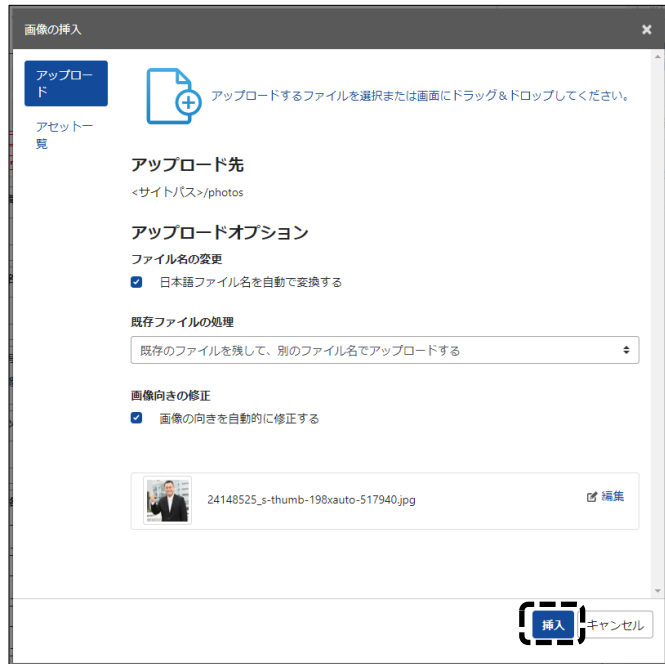 画像の挿入
アップロー
ド
アセット一
覧
アップロードするファイルを選択または画面にドラッグ&ドロップしてください。
アップロード先
<サイトパス>/photos
アップロードオプション
ファイル名の変更
日本語ファイル名を自動で変換する
既存ファイルの処理
既存のファイルを残して、別のファイル名でアップロードする
画像向きの修正
画像の向きを自動的に修正する
24148525_s-thumb-198xauto-517940.jpg
編集
挿入
キャンセル